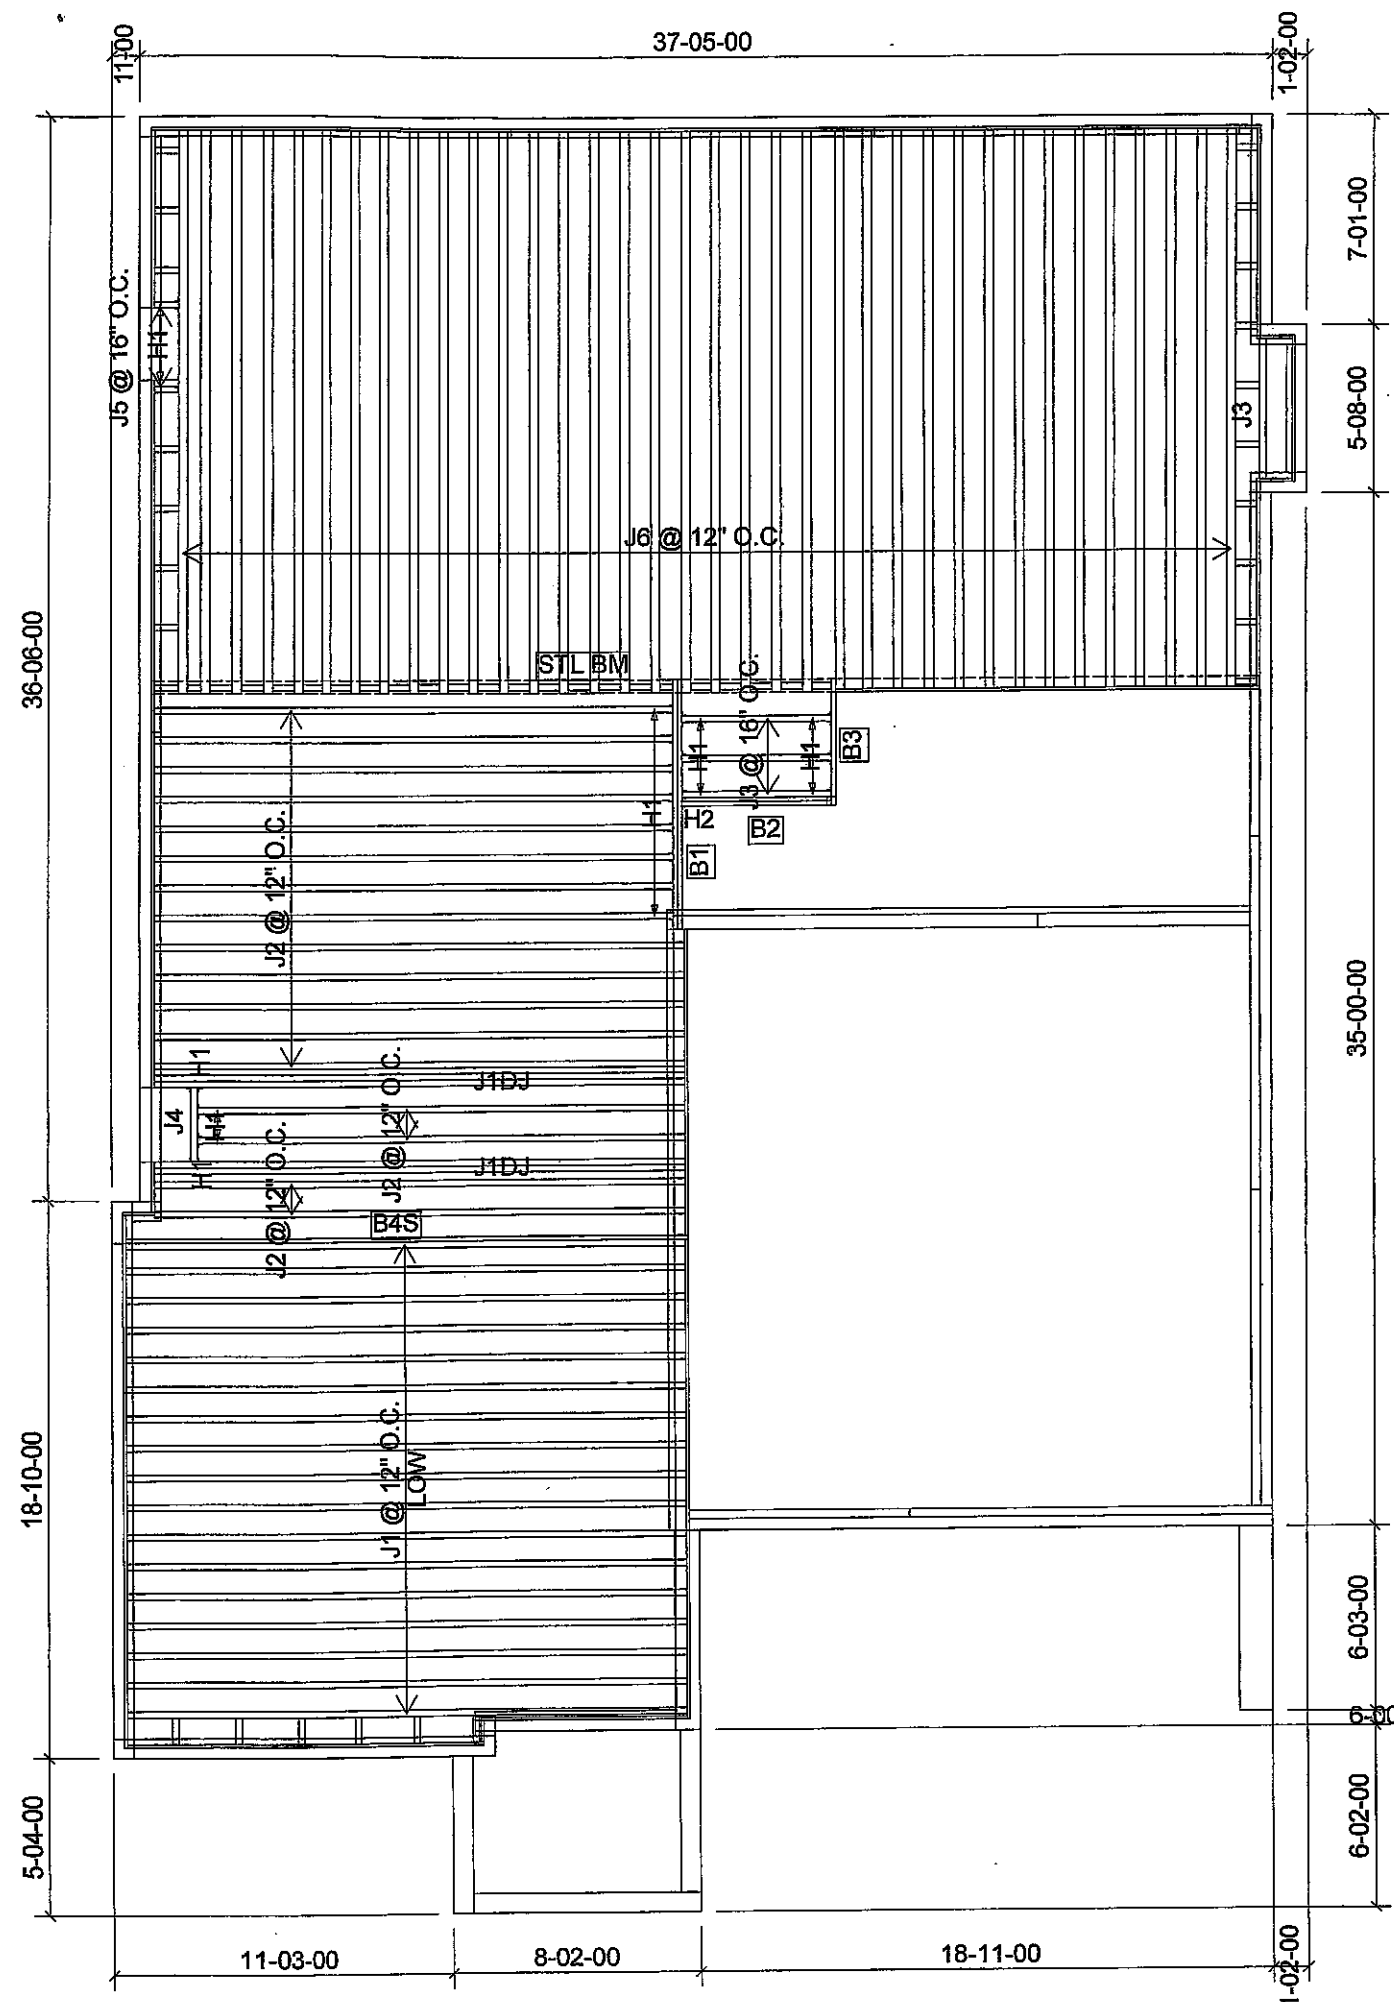 11-00
37-05-00
1-02-00
7-01-00
J5 @ 16" O.C.
H1
5-08-00
J3
J6 @ 12" O.C.
36-06-00
STL BM
J3 @ 16" O.C.
H1
H1
B3
H1
H2
B2
B1
J2 @ 12" O.C.
35-00-00
H1
J2 @ 12" O.C.
J1DJ
J4
H1
J2 @ 12" O.C.
J1DJ
B4S
J1 @ 12" O.C.
LOW
18-10-00
6-03-00
6-02-00
5-04-00
11-03-00
8-02-00
18-11-00
1-02-00